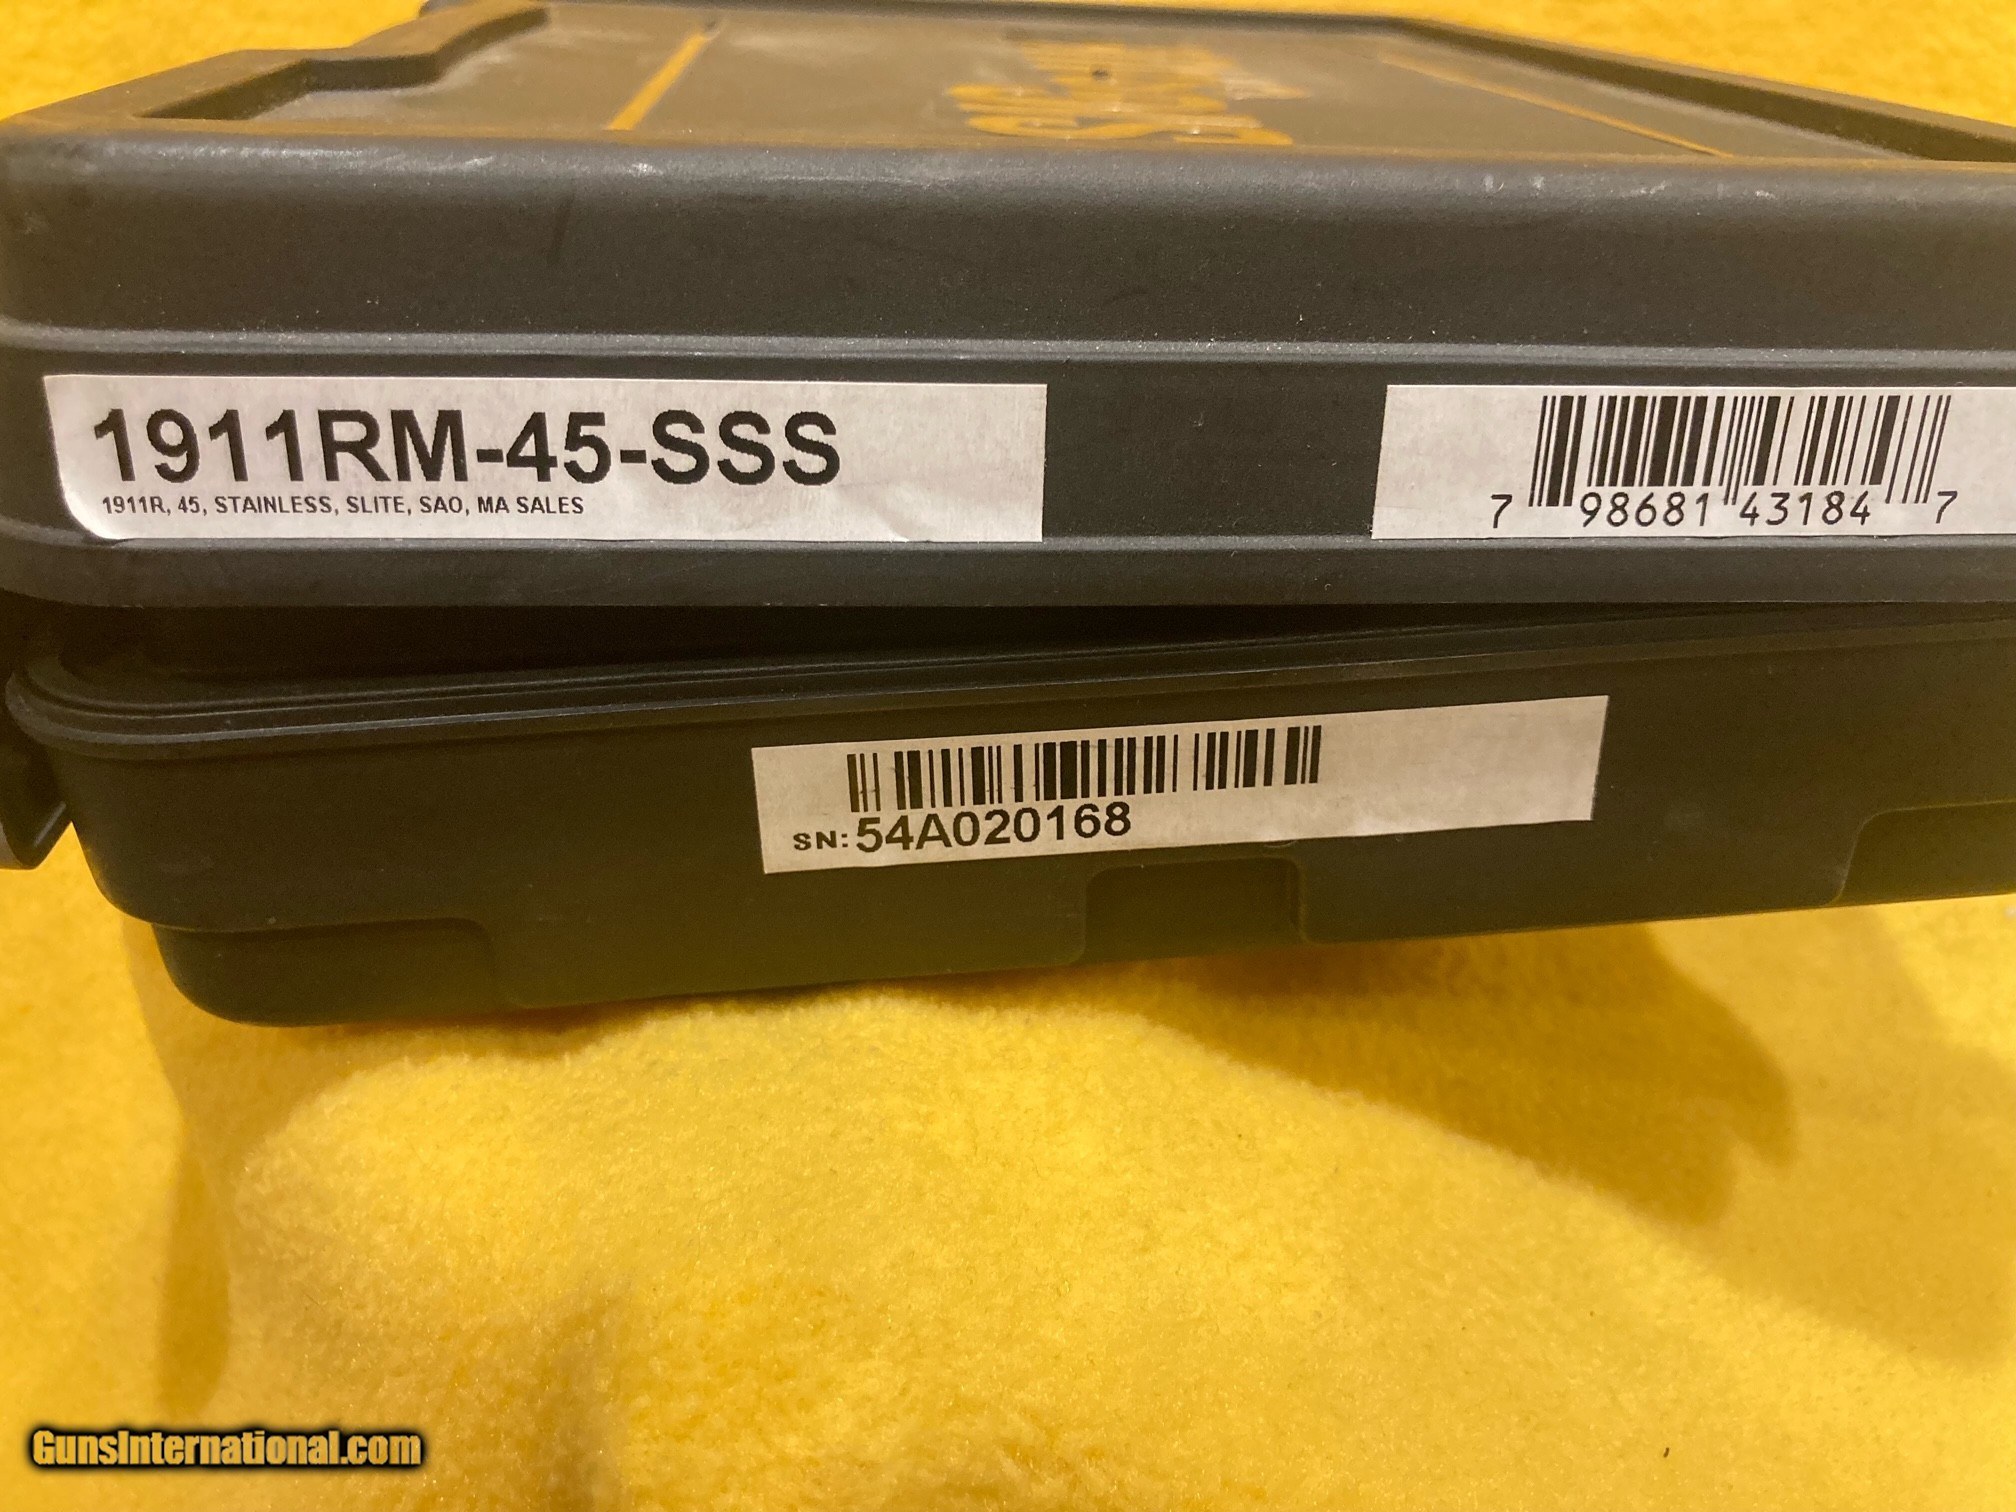 1911RM-45-SSS
1911R, 45, STAINLESS, SLITE, SAO, MA SALES
7 98681 43184 7
SN: 54A020168
GunsInternational.com